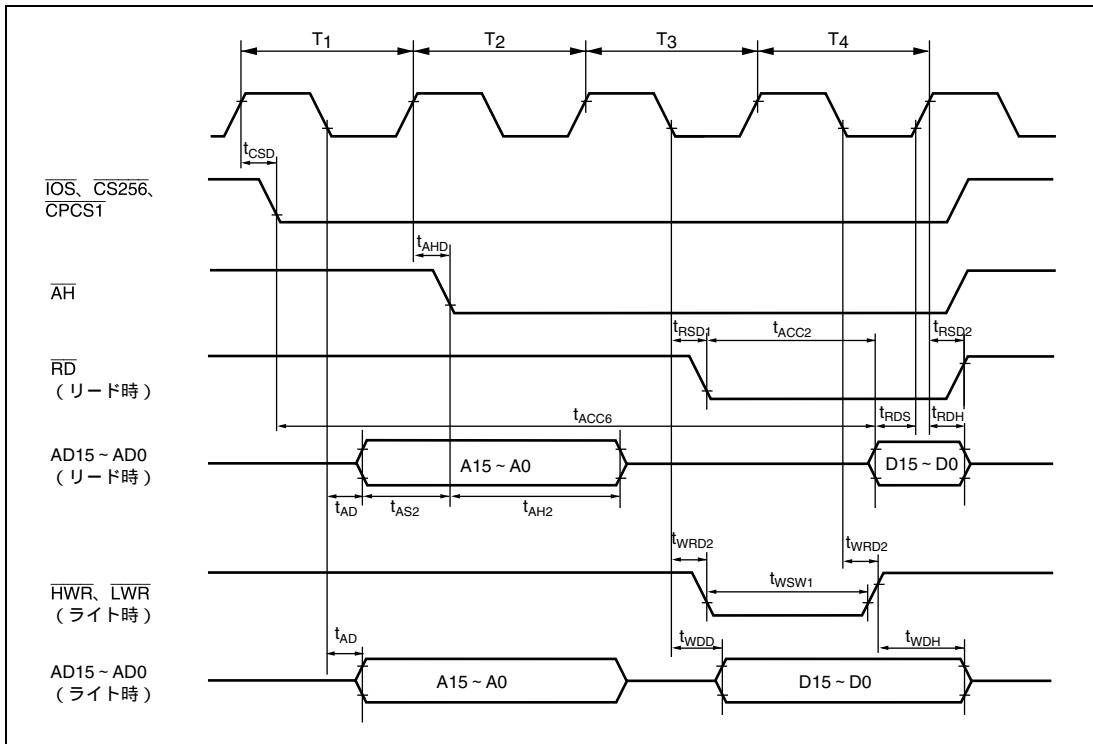 T1 T2 T3 T4
tCSD
IOS、CS256、
CPCS1
tAHD
AH
tRSD1 tACC2 tRSD2
RD
(リード時)
tACC6 tRDS tRDH
AD15~AD0
(リード時)
A15~A0 D15~D0
tAD tAS2 tAH2
tWRD2 tWRD2
HWR、LWR
(ライト時)
tWSW1
tAD tWDD tWDH
AD15~AD0
(ライト時)
A15~A0 D15~D0